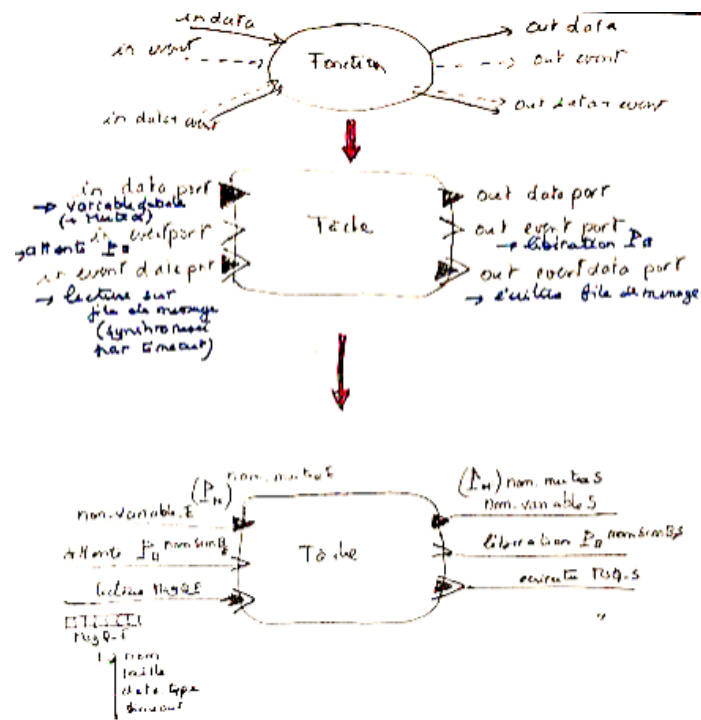 in data
out data
in event
Fonction
out event
in data+ event
out data + event
in data port
out data port
→ variable globale
(+ Mutex)
Tâche
in event port
out event port
→ attente
→ libération
in event data port
out event data port
→ lecture sur
file de message
(synchronisé
par timeout)
→ écriture file de message
nom.mutex E
nom.mutex S
nom.variable.E
nom.variable S
Attente
Tâche
libération
lecture MsgQ.E
écriture MsgQ.S
MsgQ.E
nom
taille
data type
timeout